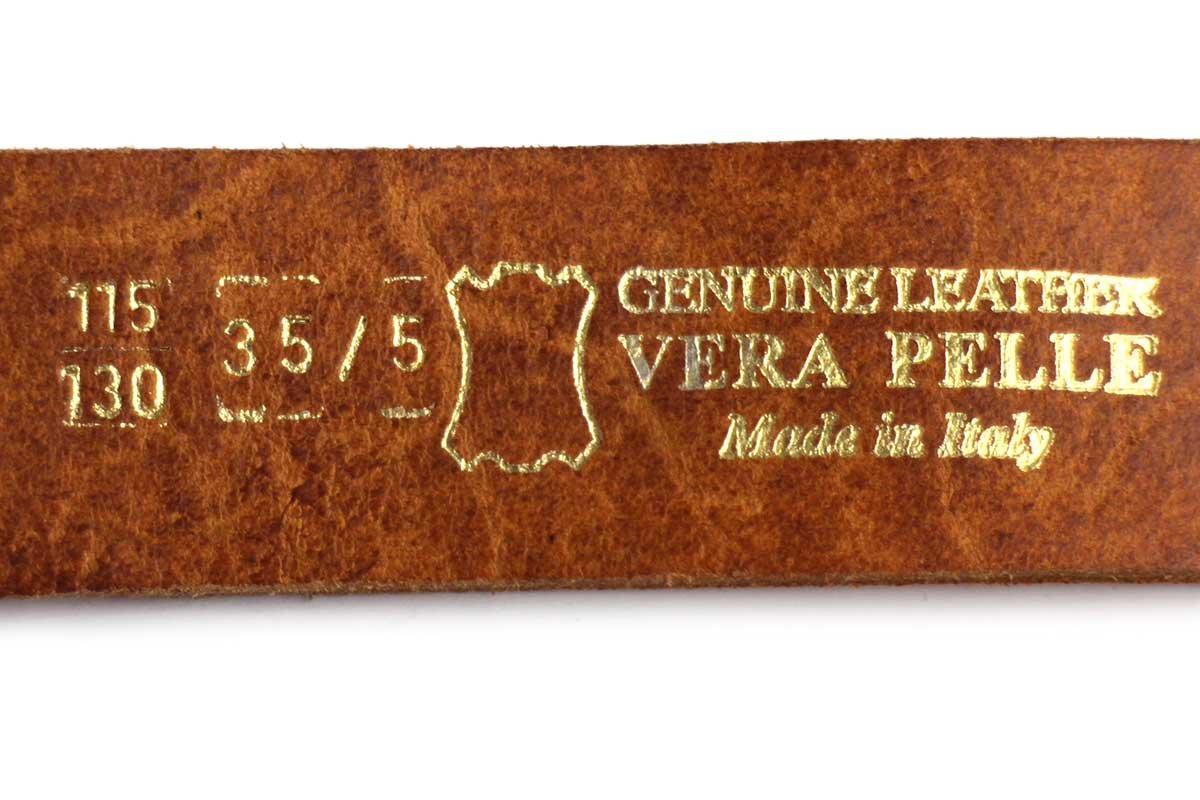 115
130
35/5
GENUINE LEATHER
VERA PELLE
Made in Italy